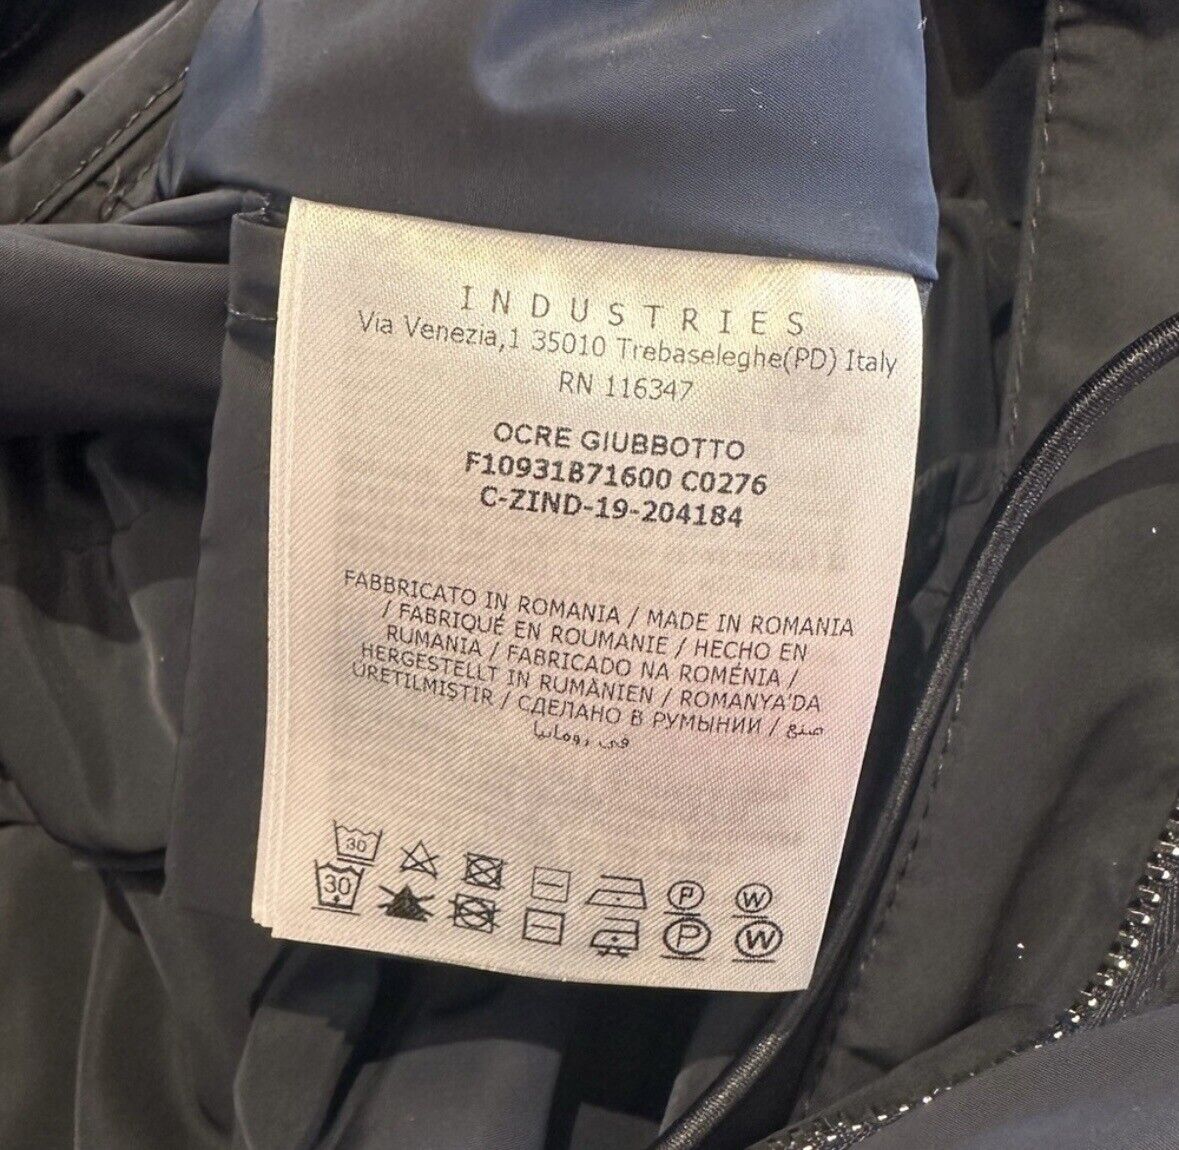 INDUSTRIES
Via Venezia,1 35010 Trebaseleghe(PD) Italy
RN 116347
OCRE GIUBBOTTO
F10931B71600 C0276
C-ZIND-19-204184
FABBRICATO IN ROMANIA / MADE IN ROMANIA
/ FABRIQUÉ EN ROUMANIE / HECHO EN
RUMANIA / FABRICADO NA ROMÉNIA /
HERGESTELLT IN RUMÄNIEN / ROMANYA'DA
ÜRETILMISTIR / СДЕЛАНО В РУМЫНИИ / صنع
في رومانيا
30 P W
30 P W